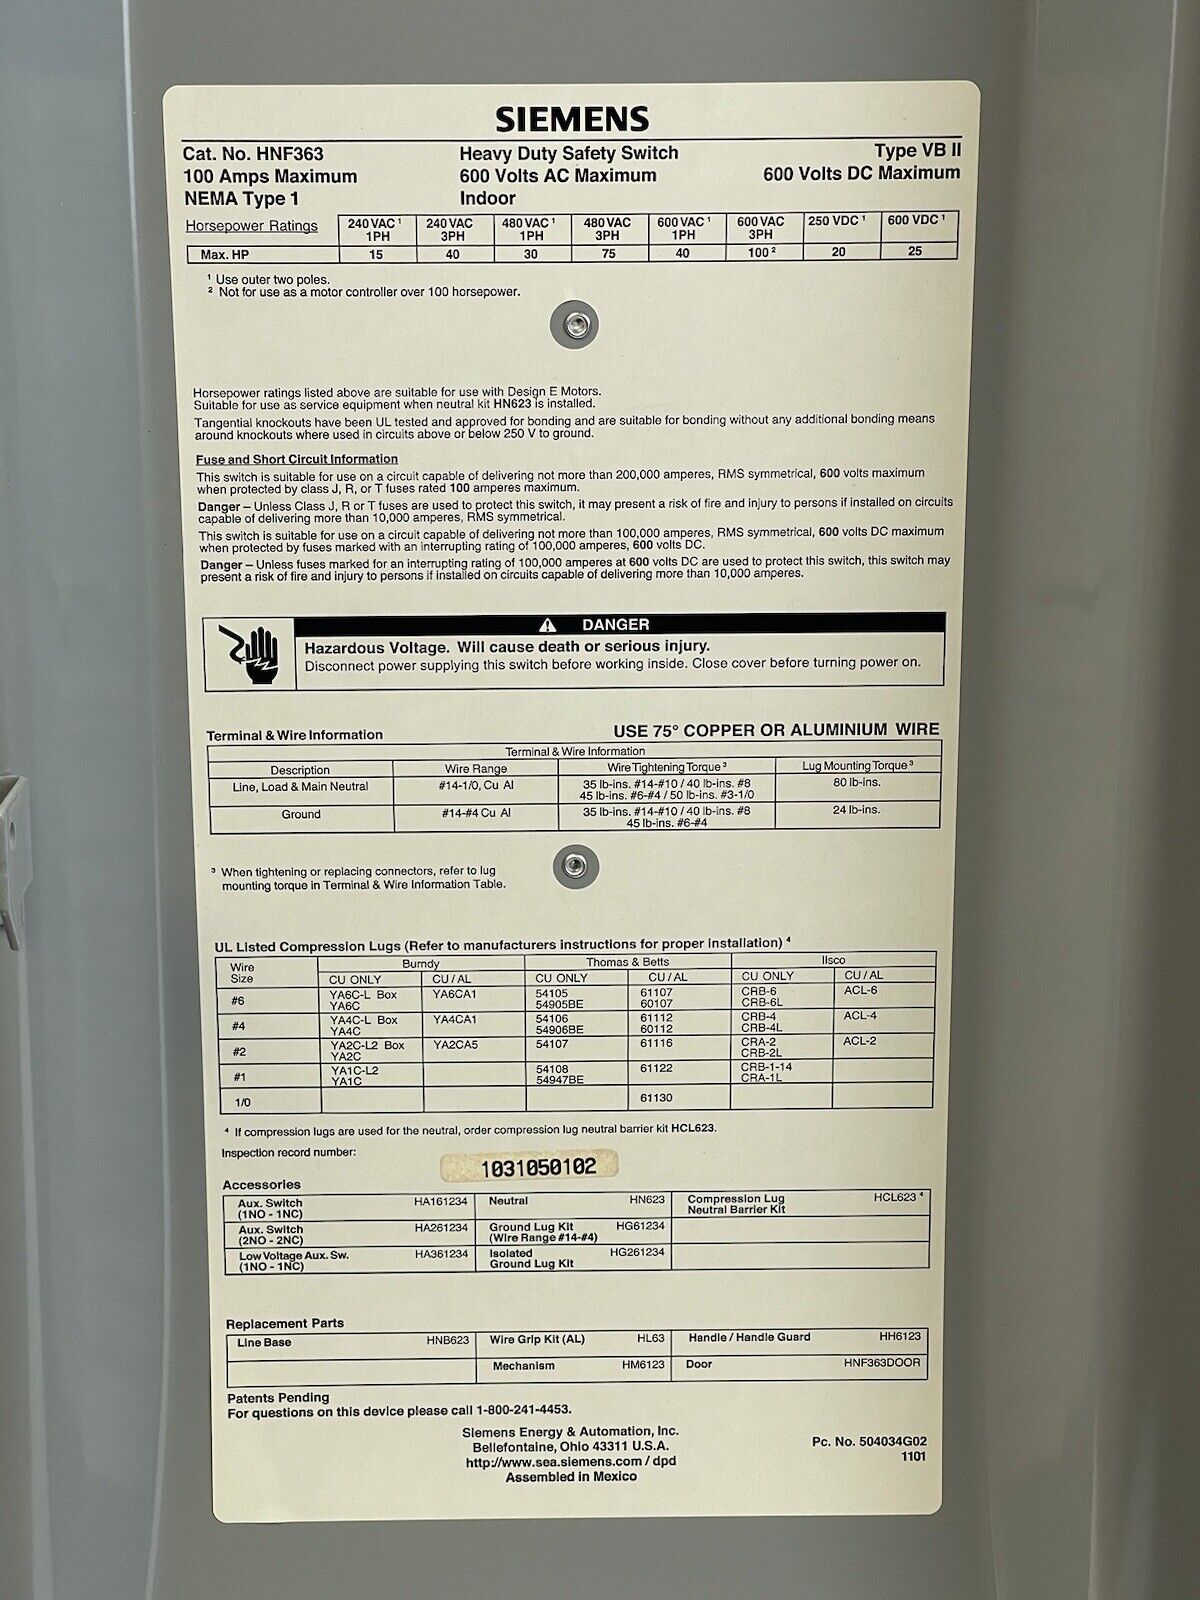 SIEMENS
Cat. No. HNF363 Heavy Duty Safety Switch Type VB II
100 Amps Maximum 600 Volts AC Maximum 600 Volts DC Maximum
NEMA Type 1 Indoor
Horsepower Ratings 240 VAC ¹ 1PH 240 VAC 3PH 480 VAC ¹ 1PH 480 VAC 3PH 600 VAC ¹ 1PH 600 VAC 3PH 250 VDC ¹ 600 VDC ¹
Max. HP 15 40 30 75 40 100 ² 20 25
¹ Use outer two poles.
² Not for use as a motor controller over 100 horsepower.
Horsepower ratings listed above are suitable for use with Design E Motors.
Suitable for use as service equipment when neutral kit HN623 is installed.
Tangential knockouts have been UL tested and approved for bonding and are suitable for bonding without any additional bonding means
around knockouts where used in circuits above or below 250 V to ground.
Fuse and Short Circuit Information
This switch is suitable for use on a circuit capable of delivering not more than 200,000 amperes, RMS symmetrical, 600 volts maximum
when protected by class J, R, or T fuses rated 100 amperes maximum.
Danger – Unless Class J, R or T fuses are used to protect this switch, it may present a risk of fire and injury to persons if installed on circuits
capable of delivering more than 10,000 amperes, RMS symmetrical.
This switch is suitable for use on a circuit capable of delivering not more than 100,000 amperes, RMS symmetrical, 600 volts DC maximum
when protected by fuses marked with an interrupting rating of 100,000 amperes, 600 volts DC.
Danger – Unless fuses marked for an interrupting rating of 100,000 amperes at 600 volts DC are used to protect this switch, this switch may
present a risk of fire and injury to persons if installed on circuits capable of delivering more than 10,000 amperes.
DANGER
Hazardous Voltage. Will cause death or serious injury.
Disconnect power supplying this switch before working inside. Close cover before turning power on.
Terminal & Wire Information USE 75° COPPER OR ALUMINIUM WIRE
Terminal & Wire Information
Description Wire Range Wire Tightening Torque ³ Lug Mounting Torque ³
Line, Load & Main Neutral #14-1/0, Cu Al 35 lb-ins. #14-#10 / 40 lb-ins. #8 80 lb-ins.
45 lb-ins. #6-#4 / 50 lb-ins. #3-1/0
Ground #14-#4 Cu Al 35 lb-ins. #14-#10 / 40 lb-ins. #8 24 lb-ins.
45 lb-ins. #6-#4
³ When tightening or replacing connectors, refer to lug
mounting torque in Terminal & Wire Information Table.
UL Listed Compression Lugs (Refer to manufacturers instructions for proper installation) ⁴
Wire Size Burndy Thomas & Betts Ilsco
CU ONLY CU / AL CU ONLY CU / AL CU ONLY CU / AL
#6 YA6C-L Box YA6CA1 54105 61107 CRB-6 ACL-6
YA6C 54905BE 60107 CRB-6L
#4 YA4C-L Box YA4CA1 54106 61112 CRB-4 ACL-4
YA4C 54906BE 60112 CRB-4L
#2 YA2C-L2 Box YA2CA5 54107 61116 CRA-2 ACL-2
YA2C CRB-2L
#1 YA1C-L2 54108 61122 CRB-1-14
YA1C 54947BE CRA-1L
1/0 61130
⁴ If compression lugs are used for the neutral, order compression lug neutral barrier kit HCL623.
Inspection record number: 1031050102
Accessories
Aux. Switch HA161234 Neutral HN623 Compression Lug HCL623 ⁴
(1NO - 1NC) Neutral Barrier Kit
Aux. Switch HA261234 Ground Lug Kit HG61234
(2NO - 2NC) (Wire Range #14-#4)
Low Voltage Aux. Sw. HA361234 Isolated HG261234
(1NO - 1NC) Ground Lug Kit
Replacement Parts
Line Base HNB623 Wire Grip Kit (AL) HL63 Handle / Handle Guard HH6123
Mechanism HM6123 Door HNF363DOOR
Patents Pending
For questions on this device please call 1-800-241-4453.
Siemens Energy & Automation, Inc.
Bellefontaine, Ohio 43311 U.S.A. Pc. No. 504034G02
http://www.sea.siemens.com / dpd 1101
Assembled in Mexico